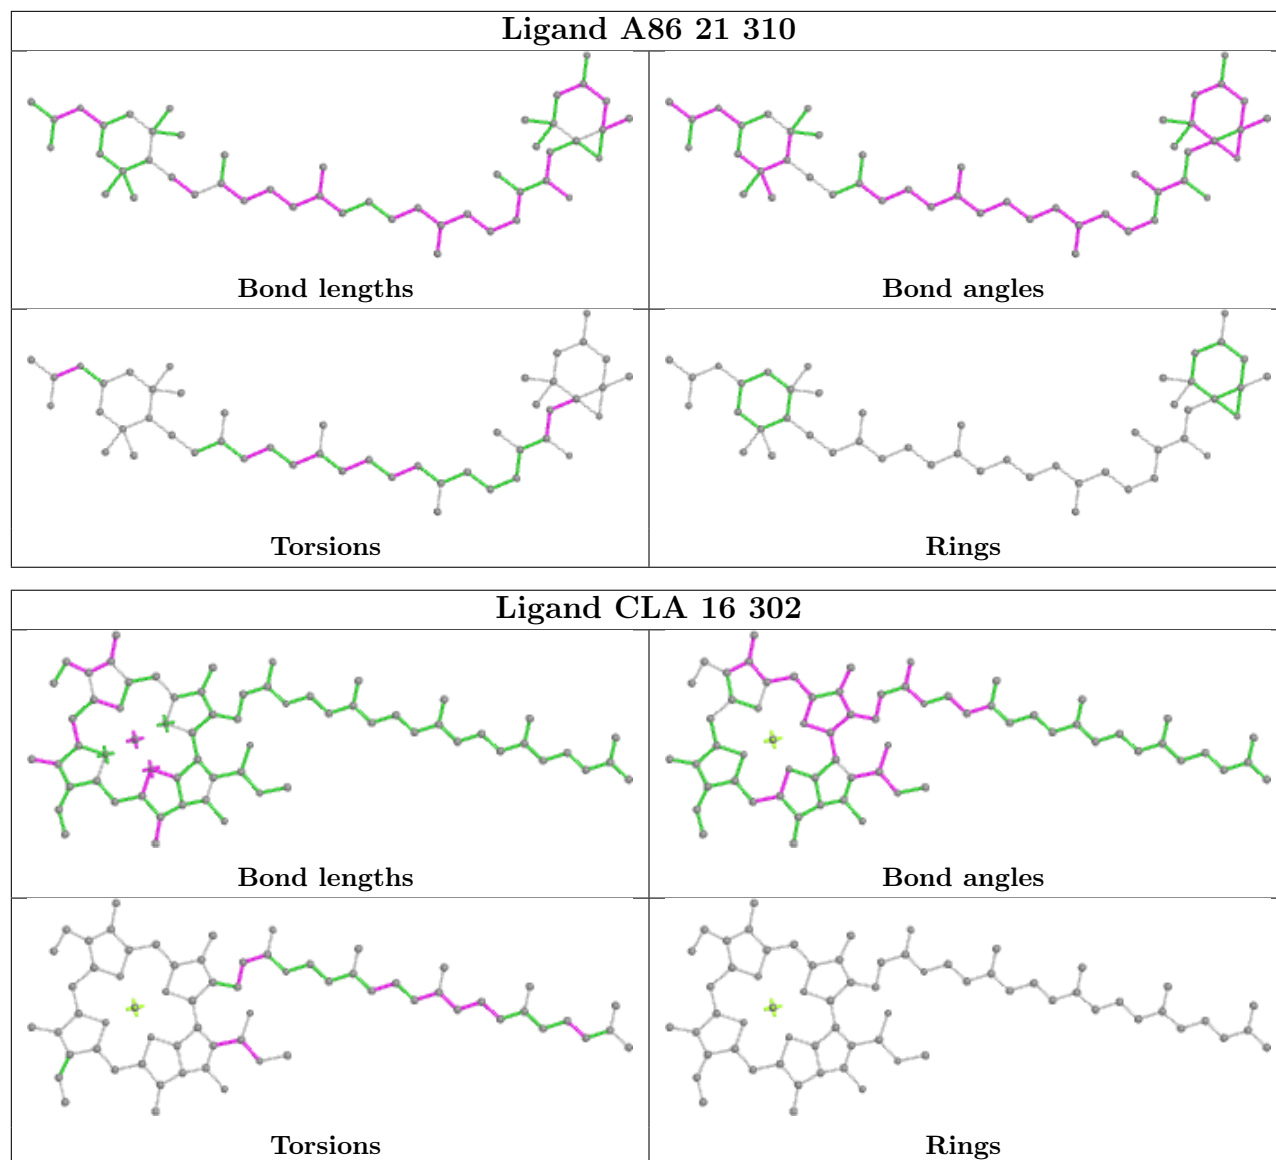 Ligand A86 21 310
Bond lengths
Bond angles
Torsions
Rings
Ligand CLA 16 302
Bond lengths
Bond angles
Torsions
Rings